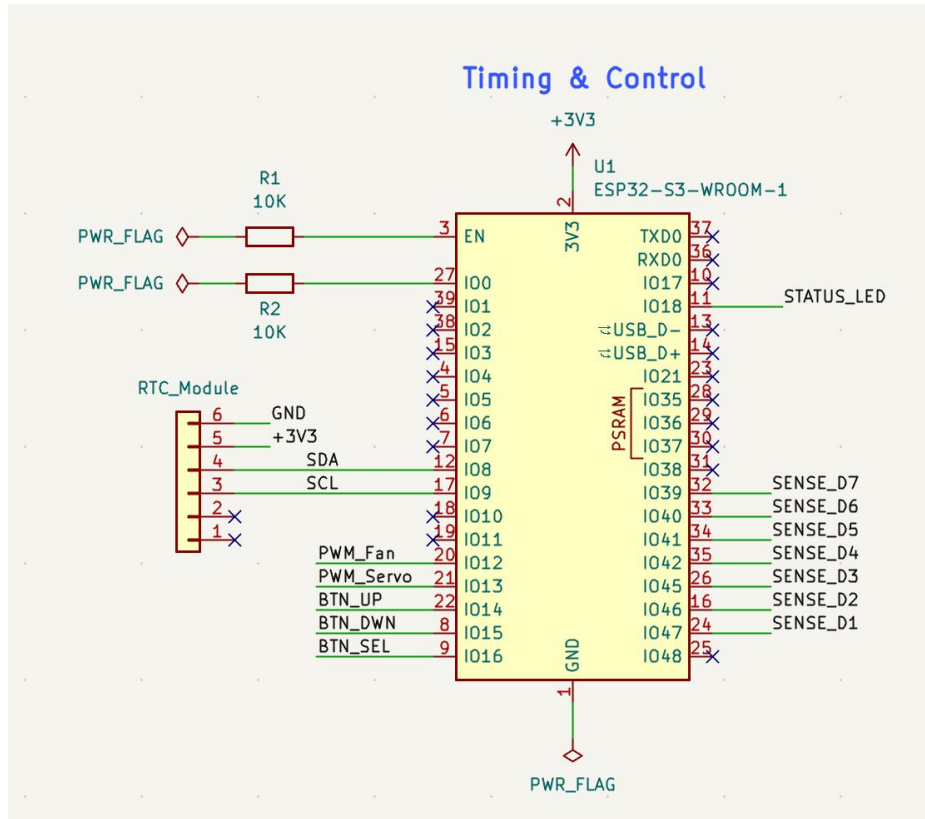 Timing & Control
+3V3
U1
ESP32-S3-WROOM-1
R1
10K
PWR_FLAG
PWR_FLAG
R2
10K
RTC_Module
6 GND
5 +3V3
4 SDA
3 SCL
2
1
PWM_Fan
PWM_Servo
BTN_UP
BTN_DWN
BTN_SEL
2
3V3
3 EN
27 IO0
39 IO1
38 IO2
15 IO3
4 IO4
5 IO5
6 IO6
7 IO7
12 IO8
17 IO9
18 IO10
19 IO11
20 IO12
21 IO13
22 IO14
8 IO15
9 IO16
TXD0 37
RXD0 36
IO17 10
IO18 11 STATUS_LED
USB_D- 13
USB_D+ 14
IO21 23
PSRAM
IO35 28
IO36 29
IO37 30
IO38 31
IO39 32 SENSE_D7
IO40 33 SENSE_D6
IO41 34 SENSE_D5
IO42 35 SENSE_D4
IO45 26 SENSE_D3
IO46 16 SENSE_D2
IO47 24 SENSE_D1
IO48 25
GND
1
PWR_FLAG